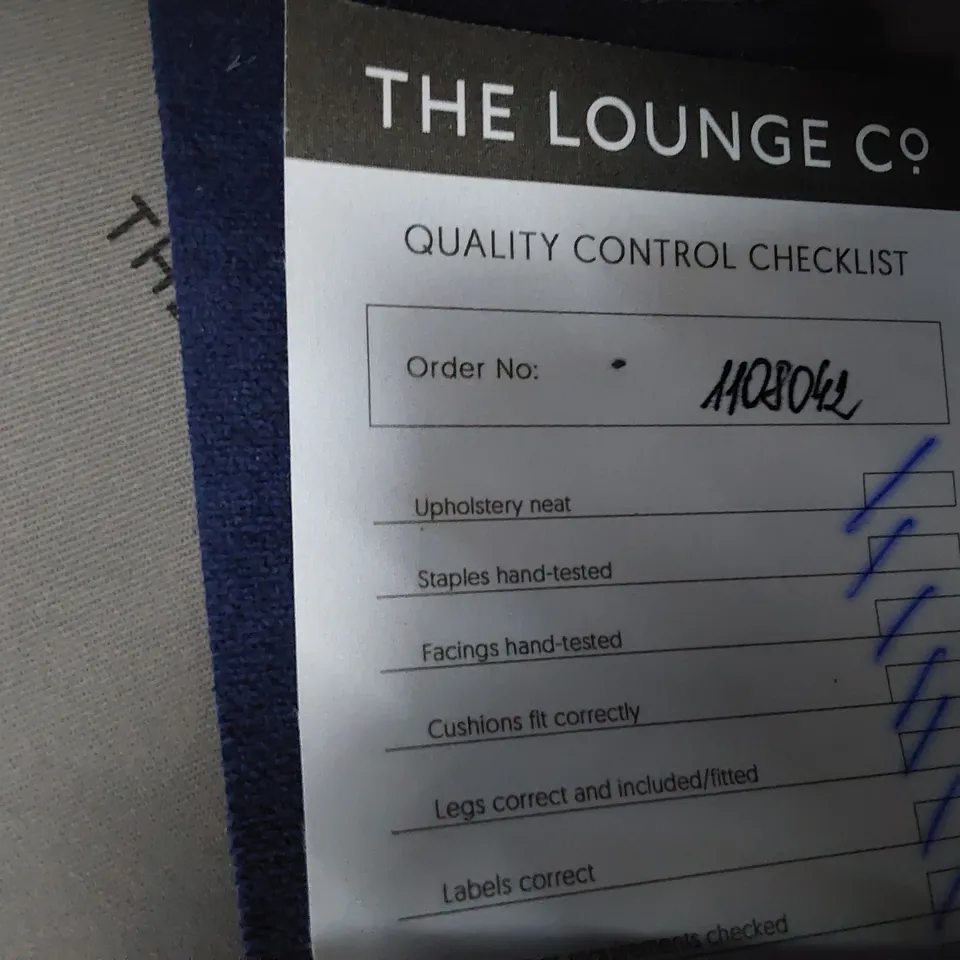 THE LOUNGE Co
QUALITY CONTROL CHECKLIST
Order No: 1108042
Upholstery neat
Staples hand-tested
Facings hand-tested
Cushions fit correctly
Legs correct and included/fitted
Labels correct
checked
TH